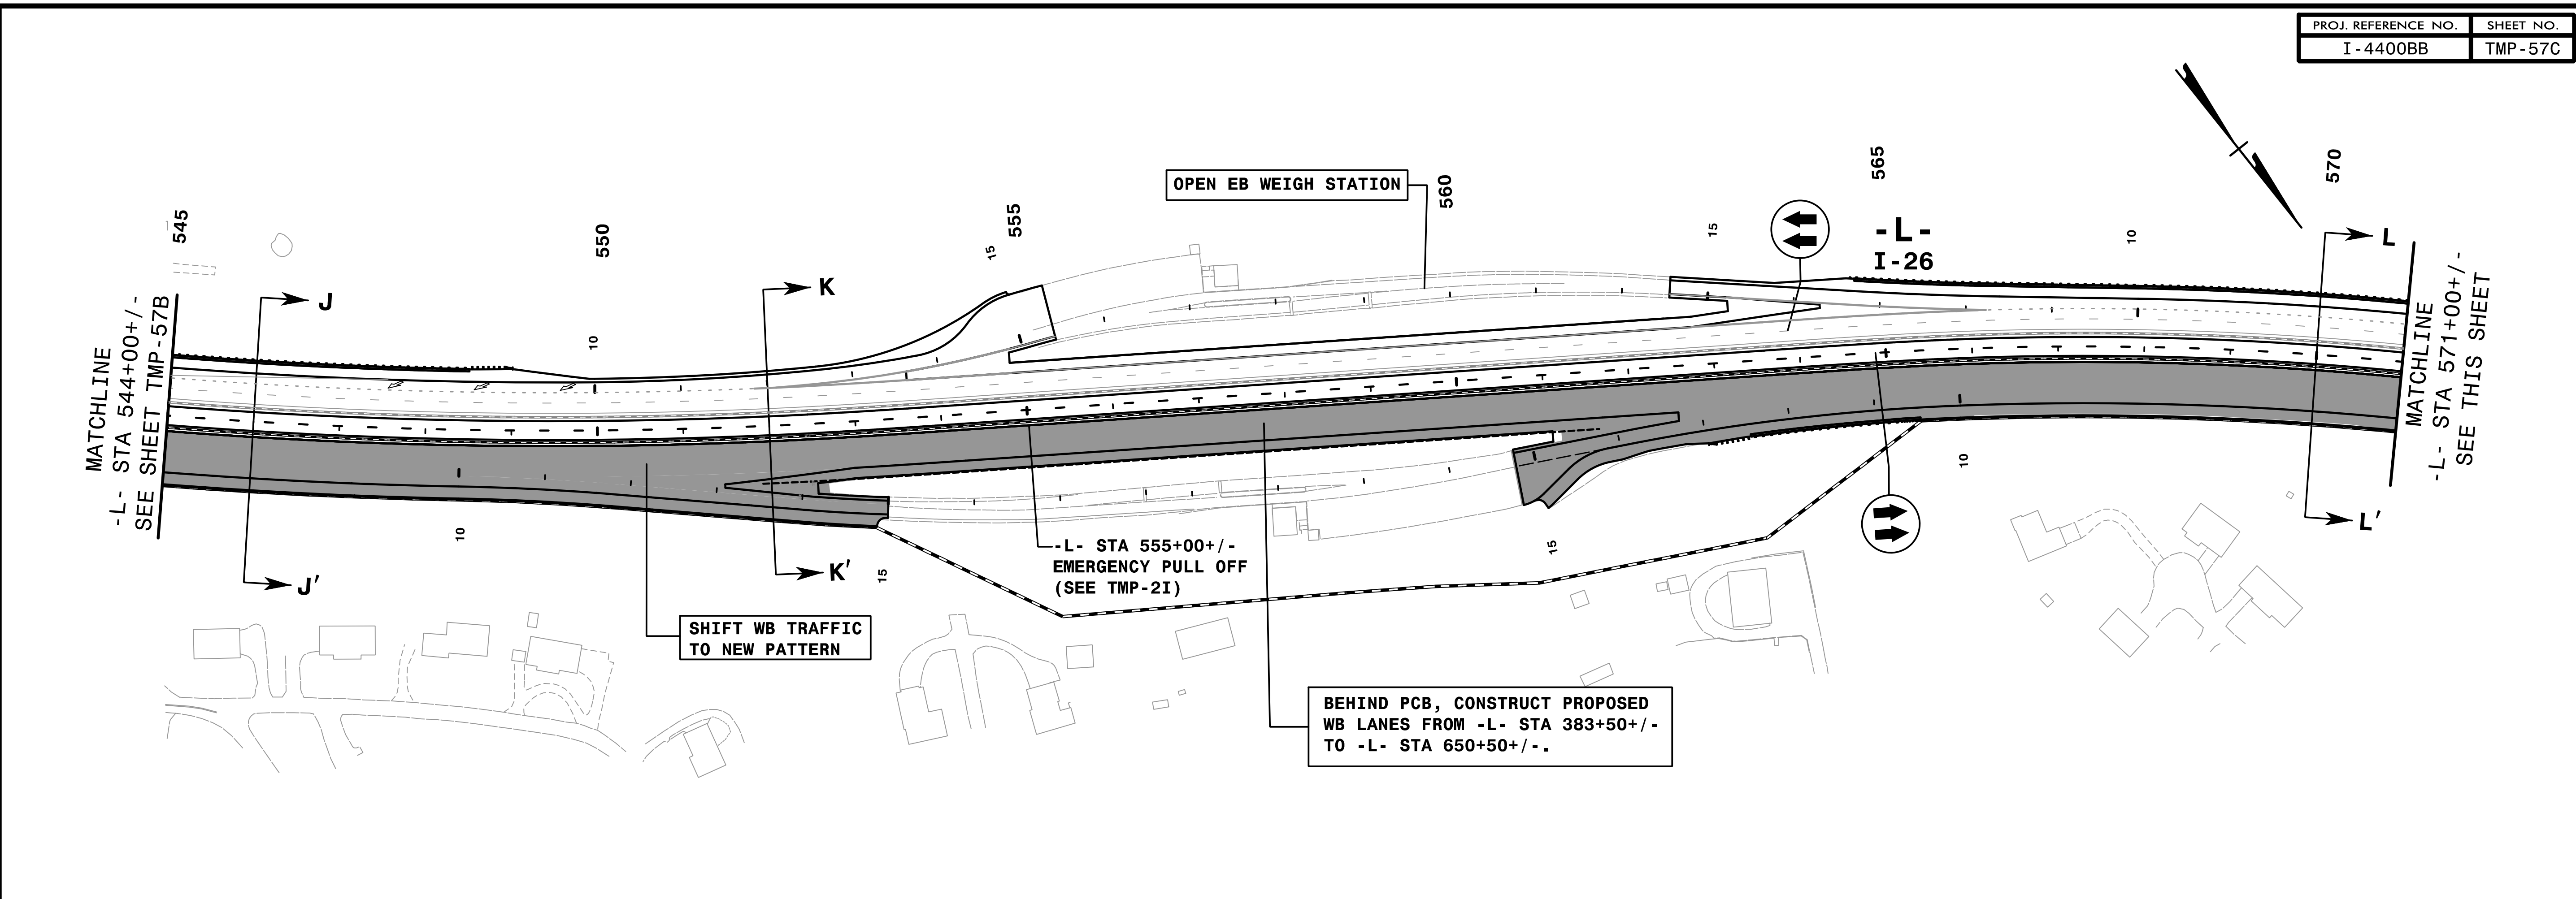 PROJ. REFERENCE NO.
SHEET NO.
I-4400BB
TMP-57C
545
550
555
560
565
570
15
15
10
10
OPEN EB WEIGH STATION
-L-
I-26
J
K
L
MATCHLINE
-L- STA 544+00+/-
SEE SHEET TMP-57B
MATCHLINE
-L- STA 571+00+/-
SEE THIS SHEET
10
10
15
15
J'
K'
L'
-L- STA 555+00+/-
EMERGENCY PULL OFF
(SEE TMP-2I)
SHIFT WB TRAFFIC
TO NEW PATTERN
BEHIND PCB, CONSTRUCT PROPOSED
WB LANES FROM -L- STA 383+50+/-
TO -L- STA 650+50+/-.